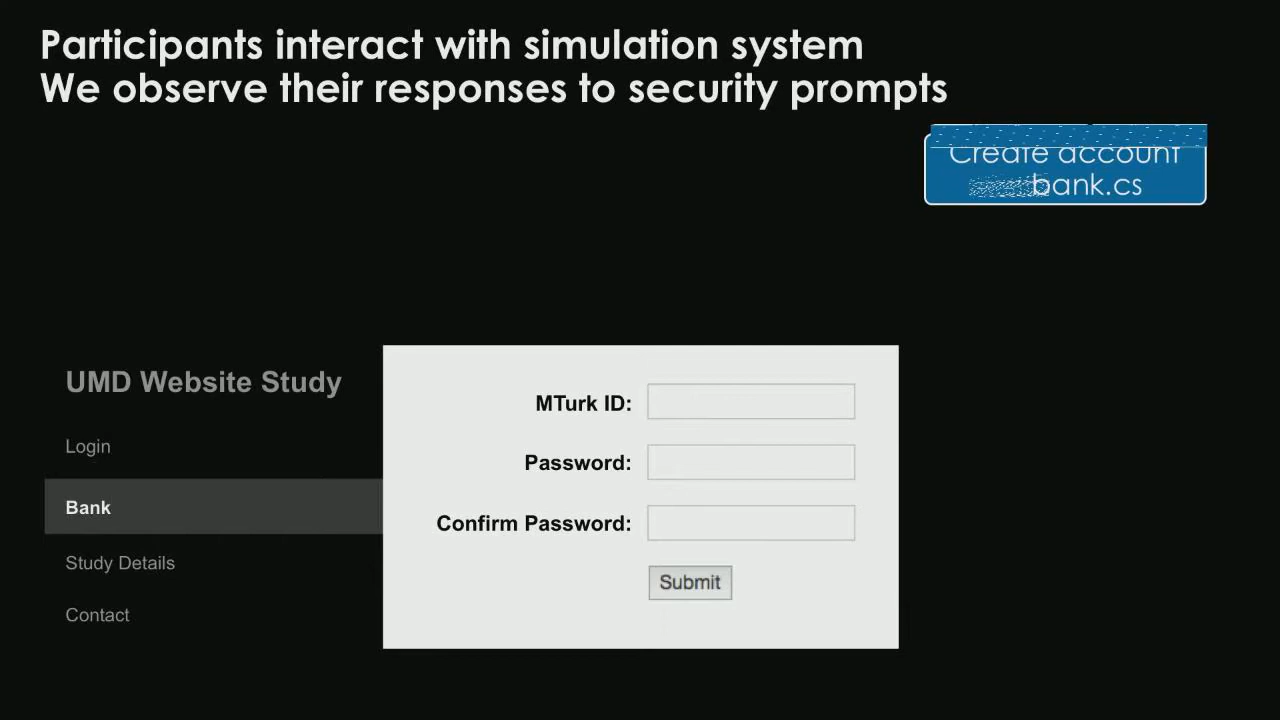 Participants interact with simulation system
We observe their responses to security prompts
Create account
bank.cs
UMD Website Study
Login
Bank
Study Details
Contact
MTurk ID:
Password:
Confirm Password:
Submit